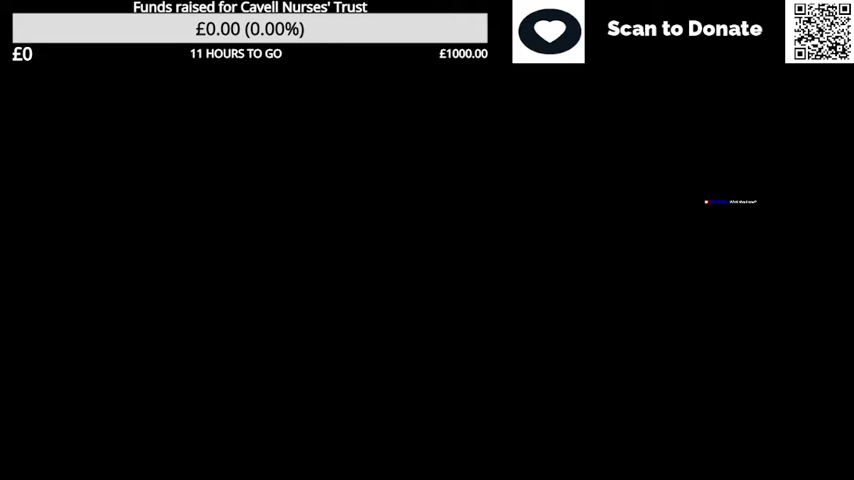 Funds raised for Cavell Nurses' Trust
£0.00 (0.00%)
£0
11 HOURS TO GO
£1000.00
Scan to Donate